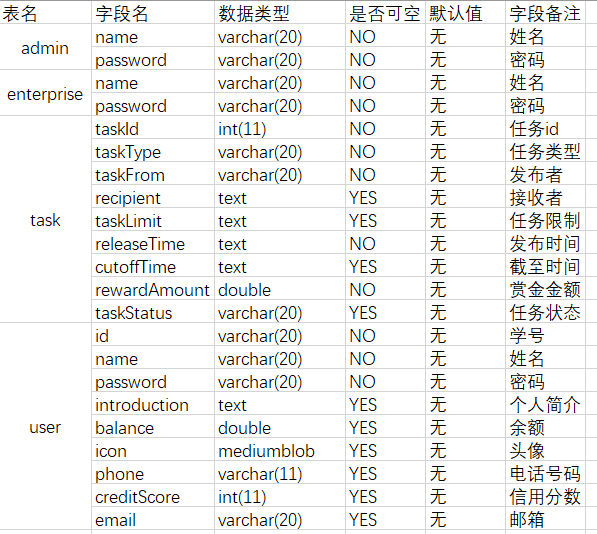 表名 字段名 数据类型 是否可空 默认值 字段备注
admin name varchar(20) NO 无 姓名
password varchar(20) NO 无 密码
enterprise name varchar(20) NO 无 姓名
password varchar(20) NO 无 密码
task taskId int(11) NO 无 任务id
taskType varchar(20) NO 无 任务类型
taskFrom varchar(20) NO 无 发布者
recipient text YES 无 接收者
taskLimit text YES 无 任务限制
releaseTime text NO 无 发布时间
cutoffTime text YES 无 截至时间
rewardAmount double NO 无 赏金金额
taskStatus varchar(20) YES 无 任务状态
user id varchar(20) NO 无 学号
name varchar(20) NO 无 姓名
password varchar(20) NO 无 密码
introduction text YES 无 个人简介
balance double YES 无 余额
icon mediumblob YES 无 头像
phone varchar(11) YES 无 电话号码
creditScore int(11) YES 无 信用分数
email varchar(20) YES 无 邮箱